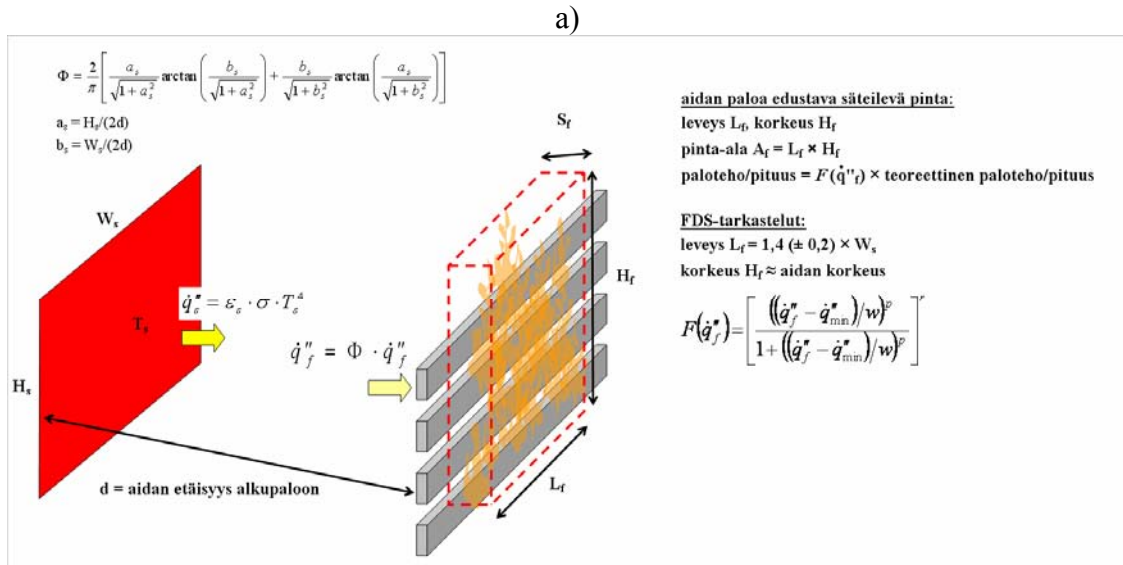 a)
Φ = 2/π [ a_s/√(1 + a_s²) arctan( b_s/√(1 + a_s²) ) + b_s/√(1 + b_s²) arctan( a_s/√(1 + b_s²) ) ]
a_s = H_s/(2d)
b_s = W_s/(2d)
W_s
T_s
q̇_s″ = ε_s · σ · T_s⁴
H_s
q̇_f″ = Φ · q̇_f″
d = aidan etäisyys alkupaloon
S_f
H_f
L_f
aidan paloa edustava säteilevä pinta:
leveys L_f, korkeus H_f
pinta-ala A_f = L_f × H_f
paloteho/pituus = F(q̇″_f) × teoreettinen paloteho/pituus
FDS-tarkastelut:
leveys L_f = 1,4 (± 0,2) × W_s
korkeus H_f ≈ aidan korkeus
F(q̇_f″) = [ ((q̇_f″ − q̇_min″)/w)^p / (1 + ((q̇_f″ − q̇_min″)/w)^p) ]^r